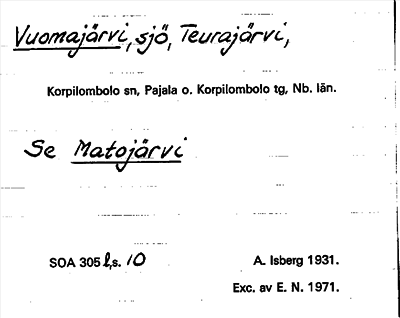 Vuomajärvi, sjö, Teurajärvi,
Korpilombolo sn, Pajala o. Korpilombolo tg, Nb. län.
Se Matojärvi
SOA 305 l, s. 10 A. Isberg 1931.
Exc. av E. N. 1971.